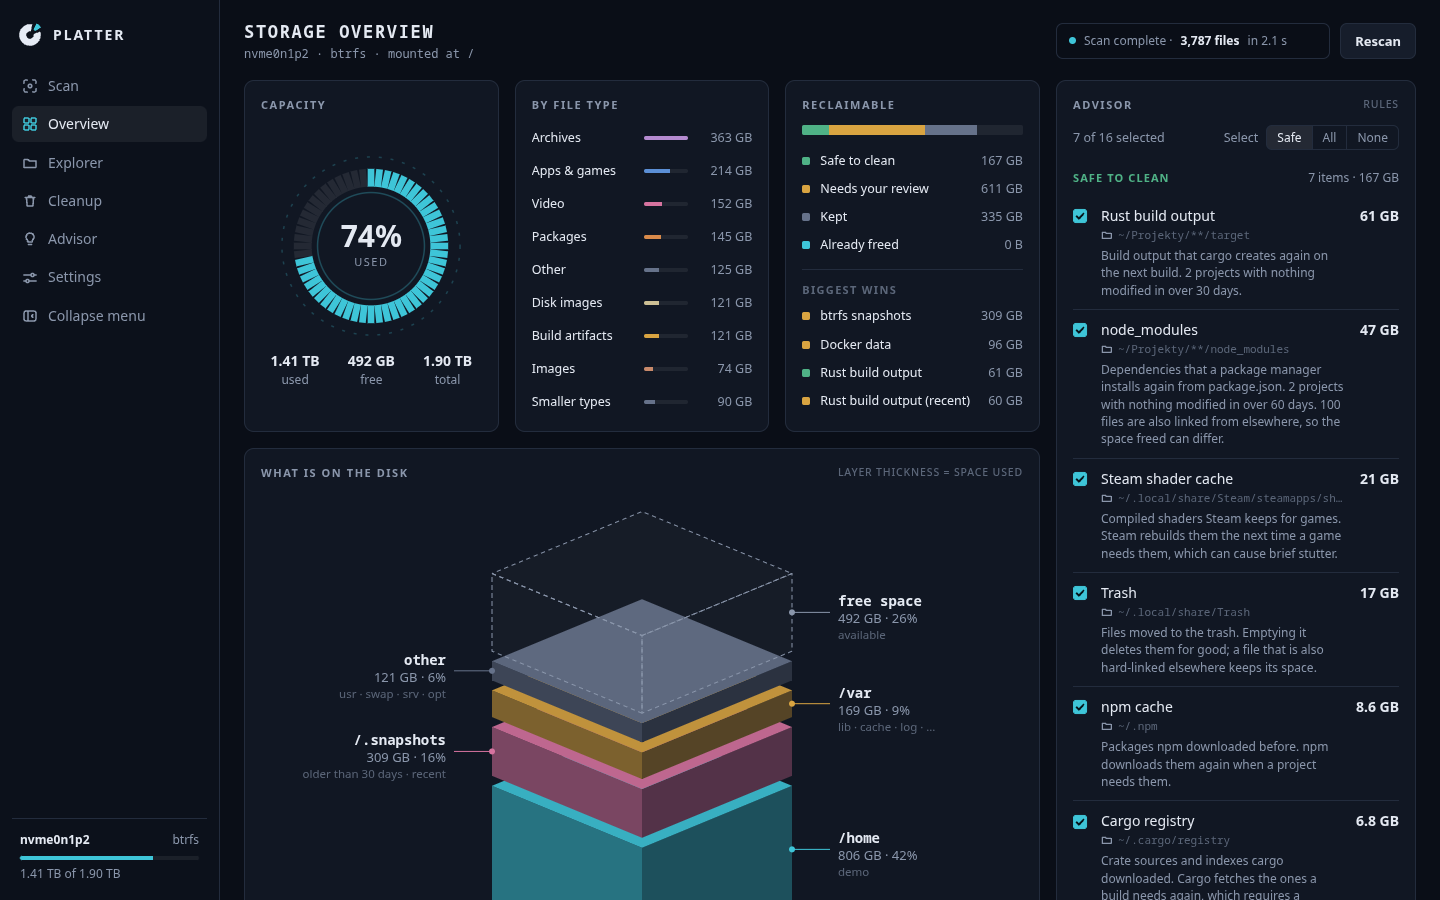 PLATTER
Scan
Overview
Explorer
Cleanup
Advisor
Settings
Collapse menu
nvme0n1p2 btrfs
1.41 TB of 1.90 TB
STORAGE OVERVIEW
nvme0n1p2 · btrfs · mounted at /
Scan complete · 3,787 files in 2.1 s
Rescan
CAPACITY
74%
USED
1.41 TB 492 GB 1.90 TB
used free total
BY FILE TYPE
Archives 363 GB
Apps & games 214 GB
Video 152 GB
Packages 145 GB
Other 125 GB
Disk images 121 GB
Build artifacts 121 GB
Images 74 GB
Smaller types 90 GB
RECLAIMABLE
Safe to clean 167 GB
Needs your review 611 GB
Kept 335 GB
Already freed 0 B
BIGGEST WINS
btrfs snapshots 309 GB
Docker data 96 GB
Rust build output 61 GB
Rust build output (recent) 60 GB
WHAT IS ON THE DISK LAYER THICKNESS = SPACE USED
free space
492 GB · 26%
available
other
121 GB · 6%
usr · swap · srv · opt
/var
169 GB · 9%
lib · cache · log · ...
/.snapshots
309 GB · 16%
older than 30 days · recent
/home
806 GB · 42%
demo
ADVISOR RULES
7 of 16 selected Select Safe All None
SAFE TO CLEAN 7 items · 167 GB
Rust build output 61 GB
~/Projekty/**/target
Build output that cargo creates again on
the next build. 2 projects with nothing
modified in over 30 days.
node_modules 47 GB
~/Projekty/**/node_modules
Dependencies that a package manager
installs again from package.json. 2 projects
with nothing modified in over 60 days. 100
files are also linked from elsewhere, so the
space freed can differ.
Steam shader cache 21 GB
~/.local/share/Steam/steamapps/sh…
Compiled shaders Steam keeps for games.
Steam rebuilds them the next time a game
needs them, which can cause brief stutter.
Trash 17 GB
~/.local/share/Trash
Files moved to the trash. Emptying it
deletes them for good; a file that is also
hard-linked elsewhere keeps its space.
npm cache 8.6 GB
~/.npm
Packages npm downloaded before. npm
downloads them again when a project
needs them.
Cargo registry 6.8 GB
~/.cargo/registry
Crate sources and indexes cargo
downloaded. Cargo fetches the ones a
build needs again, which requires a